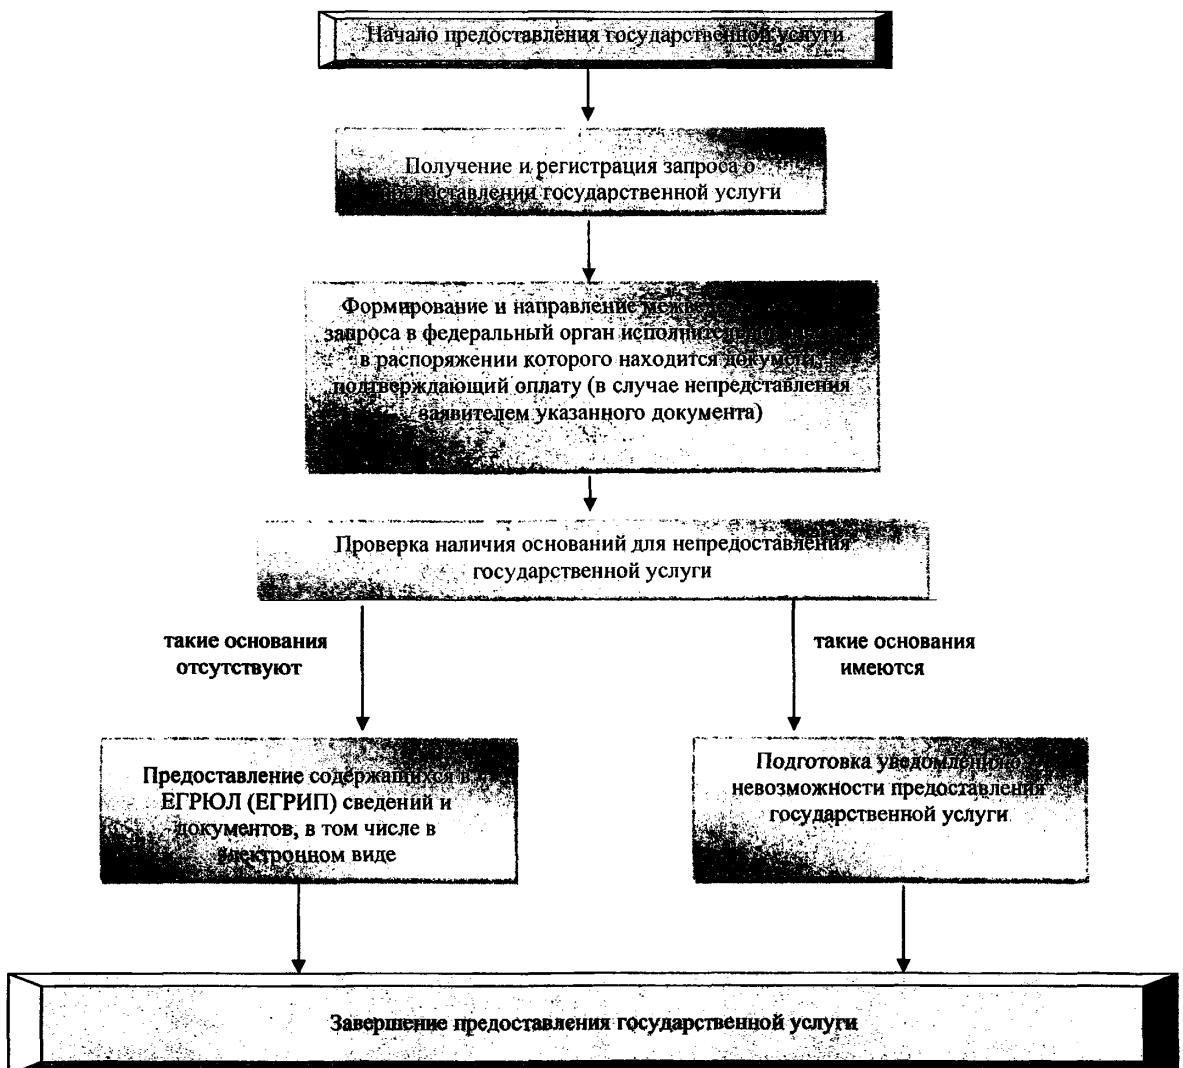 Начало предоставления государственной услуги
Получение и регистрация запроса о
предоставлении государственной услуги
Формирование и направление
запроса в федеральный орган
в распоряжении которого находится документ,
подтверждающий оплату (в случае непредставления
заявителем указанного документа)
Проверка наличия оснований для непредоставления
государственной услуги
такие основания
отсутствуют
такие основания
имеются
Предоставление содержащихся в
ЕГРЮЛ (ЕГРИП) сведений и
документов, в том числе в
электронном виде
Подготовка уведомления о
невозможности предоставления
государственной услуги
Завершение предоставления государственной услуги